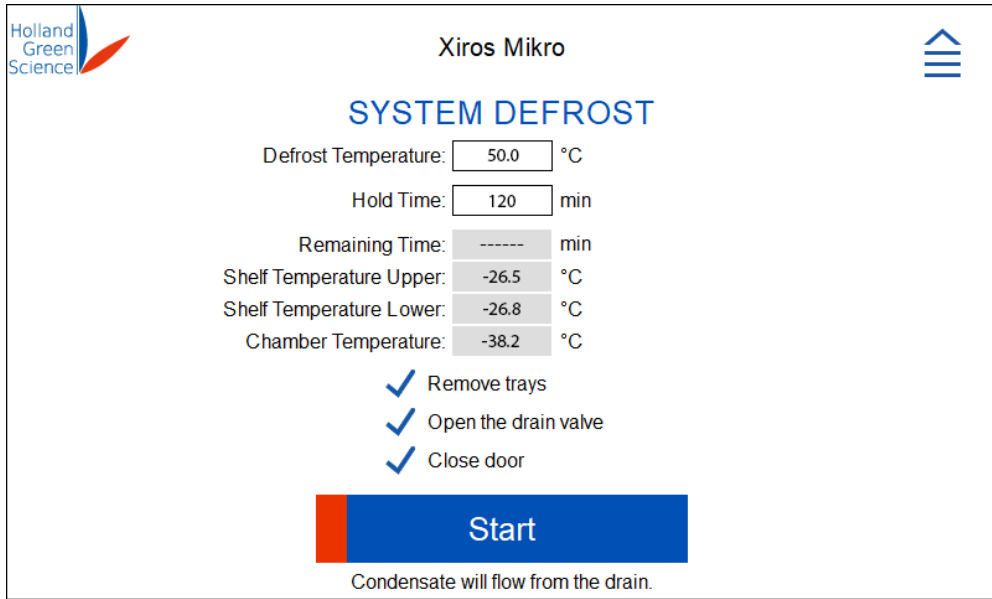 Holland
Green
Science
Xiros Mikro
SYSTEM DEFROST
Defrost Temperature: 50.0 °C
Hold Time: 120 min
Remaining Time: ------ min
Shelf Temperature Upper: -26.5 °C
Shelf Temperature Lower: -26.8 °C
Chamber Temperature: -38.2 °C
Remove trays
Open the drain valve
Close door
Start
Condensate will flow from the drain.